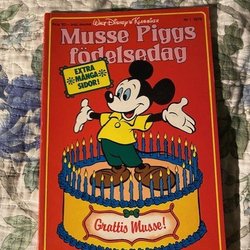 Walt Disney's Klassiker
Musse Piggs
födelsedag
EXTRA
MÅNGA
SIDOR!
Grattis Musse!